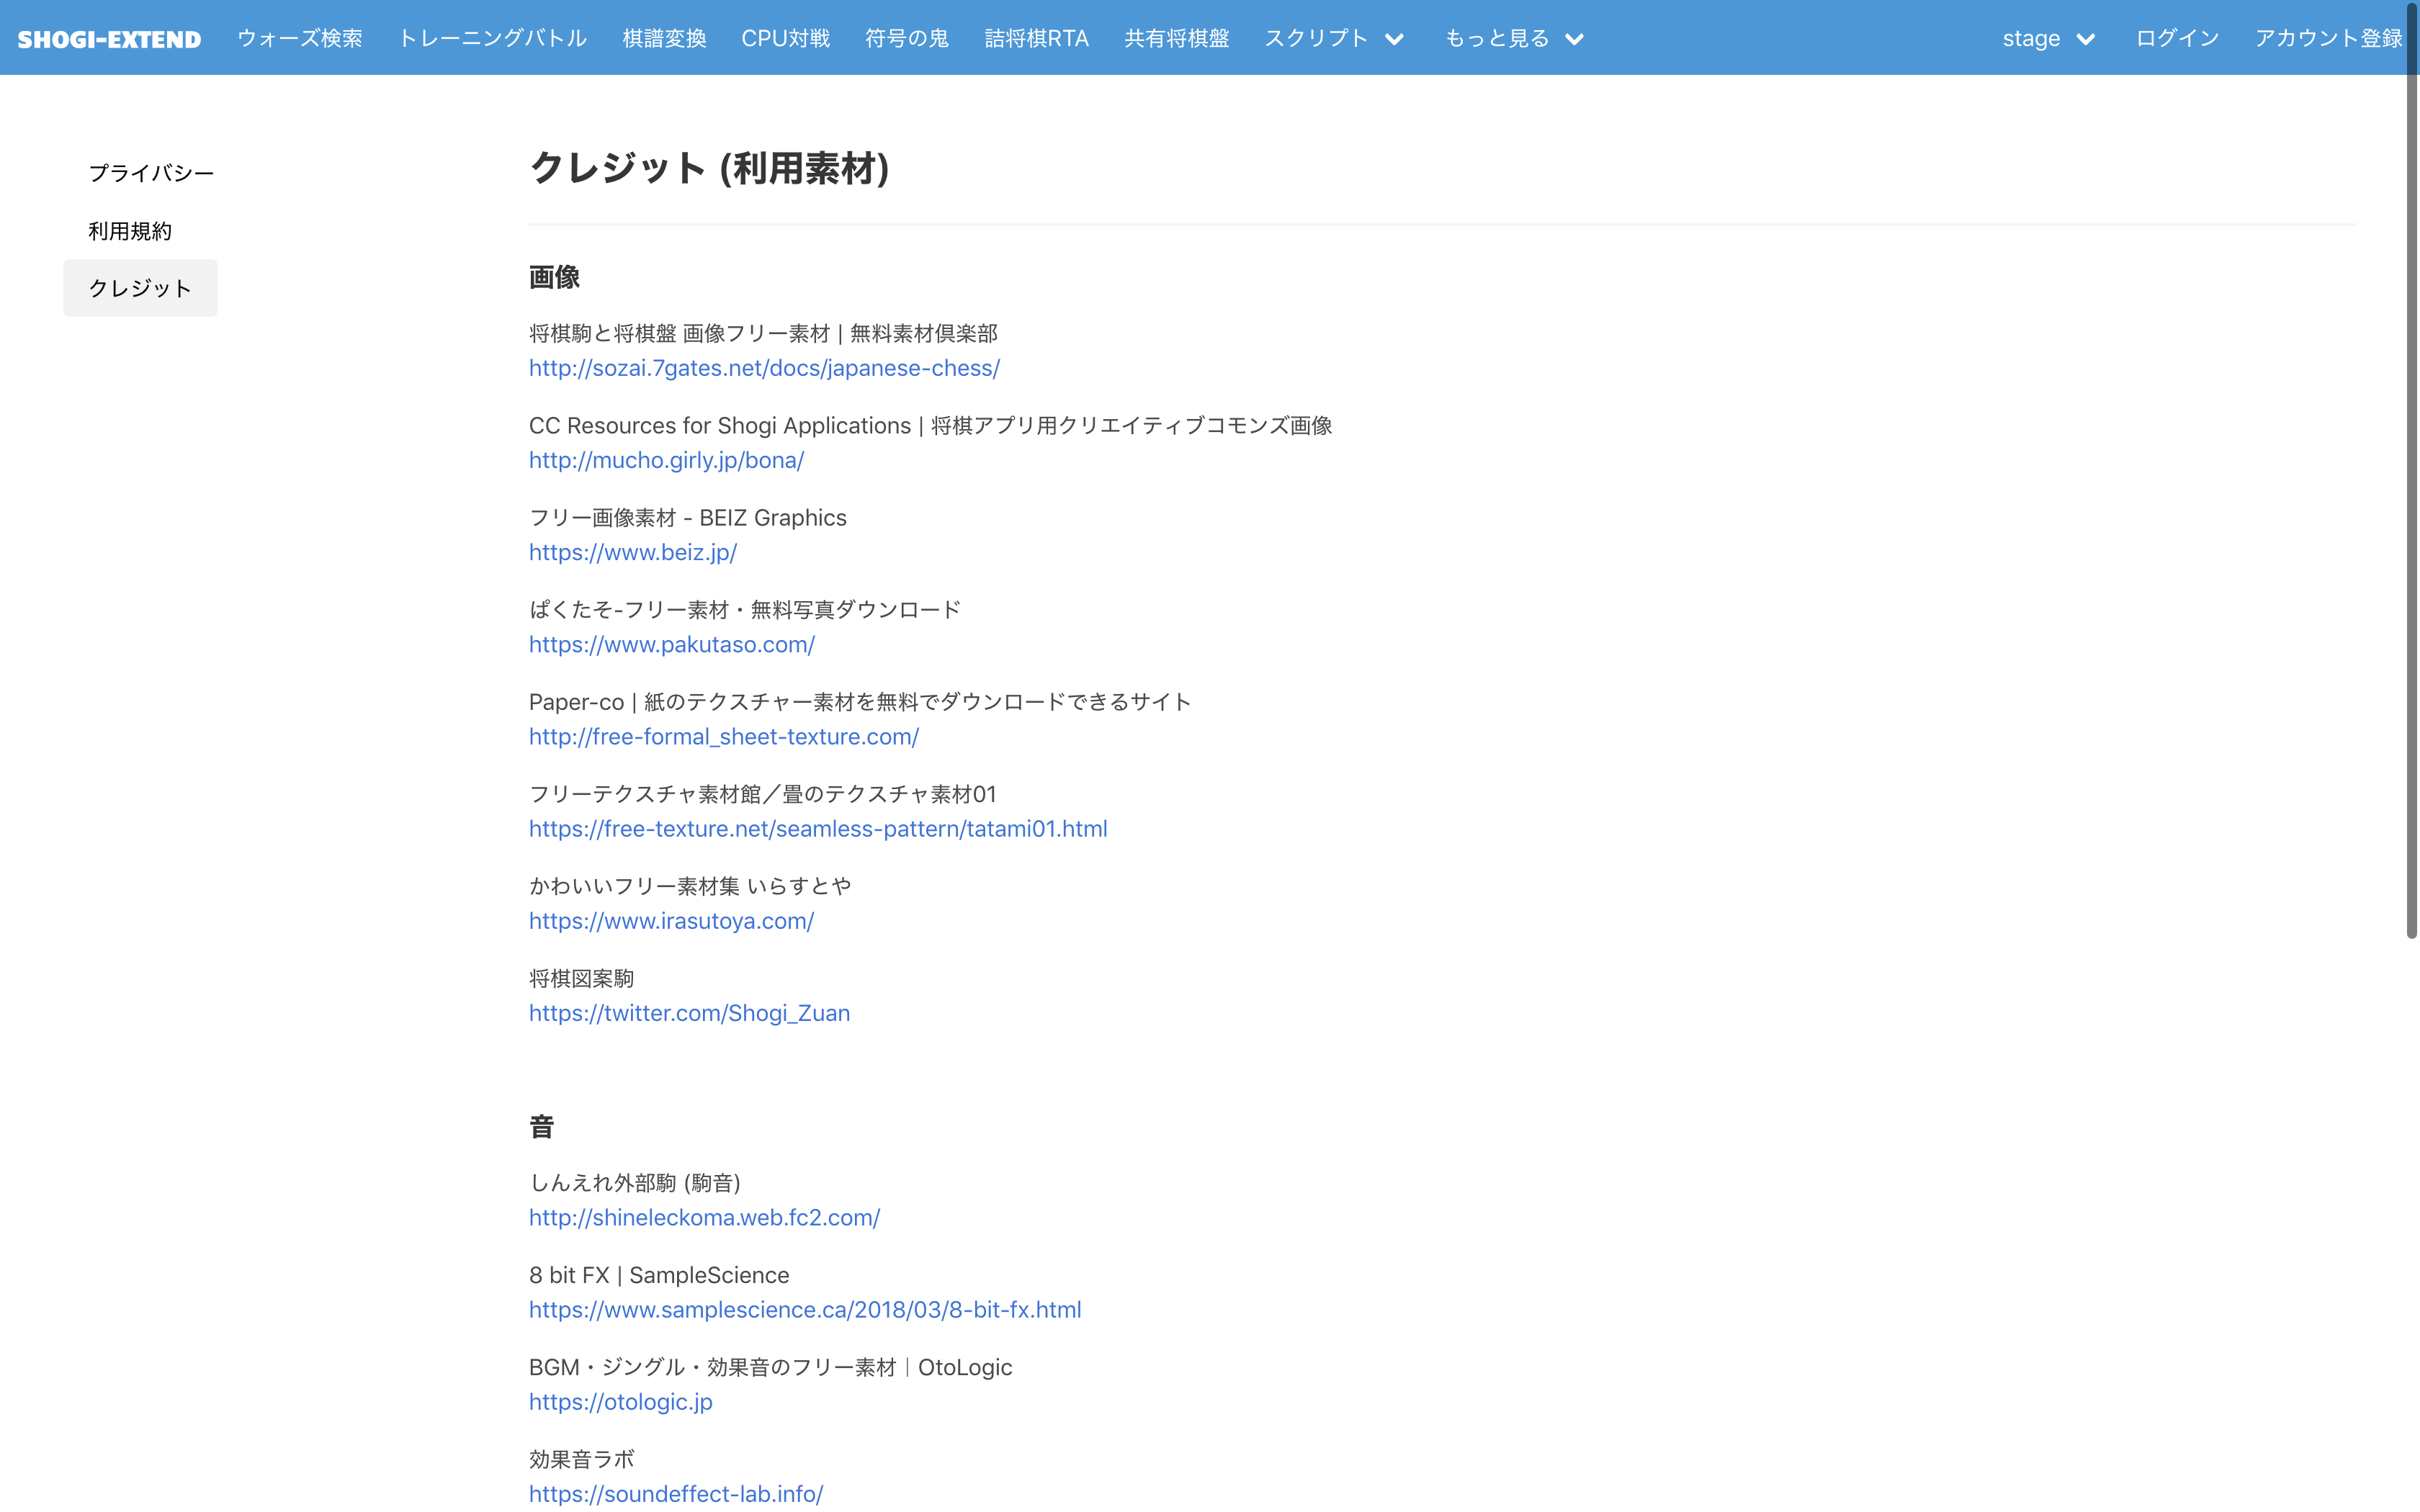 SHOGI-EXTEND ウォーズ検索 トレーニングバトル 棋譜変換 CPU対戦 符号の鬼 詰将棋RTA 共有将棋盤 スクリプト もっと見る stage ログイン アカウント登録
プライバシー
利用規約
クレジット
クレジット (利用素材)
画像
将棋駒と将棋盤 画像フリー素材 | 無料素材倶楽部
http://sozai.7gates.net/docs/japanese-chess/
CC Resources for Shogi Applications | 将棋アプリ用クリエイティブコモンズ画像
http://mucho.girly.jp/bona/
フリー画像素材 - BEIZ Graphics
https://www.beiz.jp/
ぱくたそ-フリー素材・無料写真ダウンロード
https://www.pakutaso.com/
Paper-co | 紙のテクスチャー素材を無料でダウンロードできるサイト
http://free-formal_sheet-texture.com/
フリーテクスチャ素材館／畳のテクスチャ素材01
https://free-texture.net/seamless-pattern/tatami01.html
かわいいフリー素材集 いらすとや
https://www.irasutoya.com/
将棋図案駒
https://twitter.com/Shogi_Zuan
音
しんえれ外部駒 (駒音)
http://shineleckoma.web.fc2.com/
8 bit FX | SampleScience
https://www.samplescience.ca/2018/03/8-bit-fx.html
BGM・ジングル・効果音のフリー素材｜OtoLogic
https://otologic.jp
効果音ラボ
https://soundeffect-lab.info/